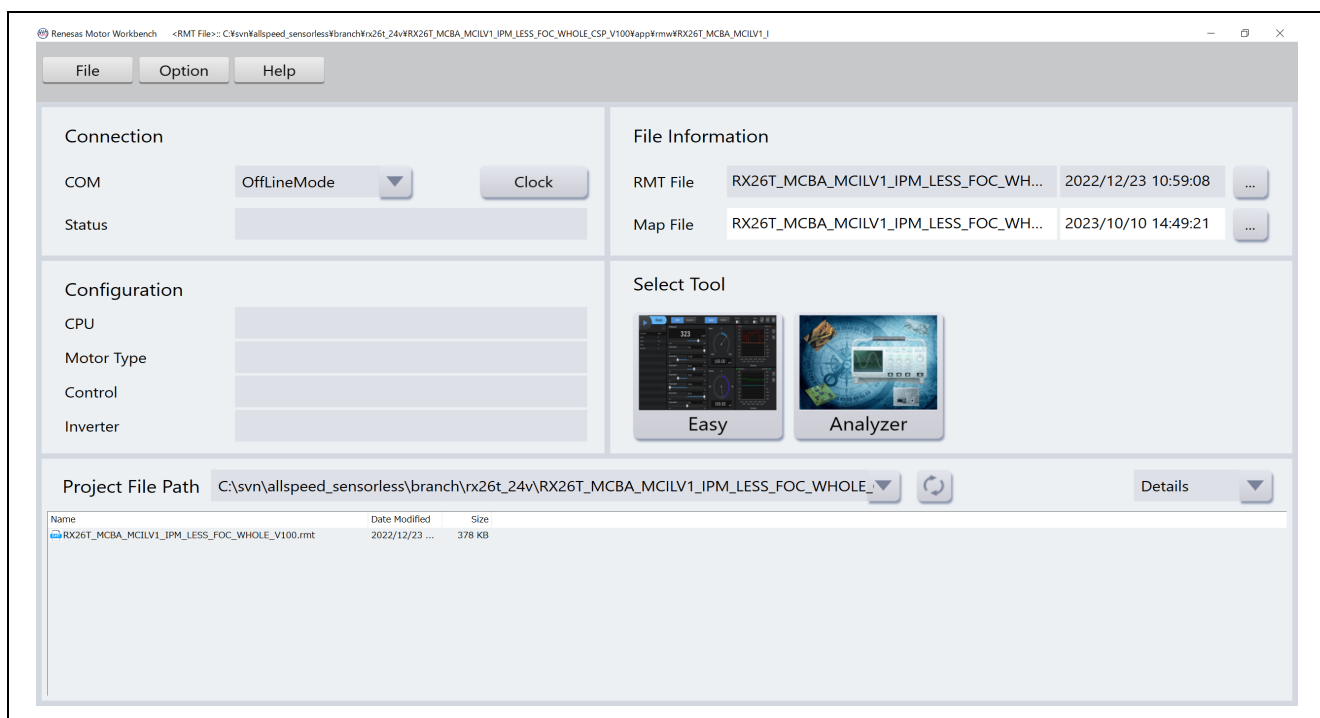 Renesas Motor Workbench <RMT File>:: C:¥svn¥allspeed_sensorless¥branch¥rx26t_24v¥RX26T_MCBA_MCILV1_IPM_LESS_FOC_WHOLE_CSP_V100¥app¥rmw¥RX26T_MCBA_MCILV1_I
File Option Help
Connection
COM OffLineMode Clock
Status
File Information
RMT File RX26T_MCBA_MCILV1_IPM_LESS_FOC_WH... 2022/12/23 10:59:08 ...
Map File RX26T_MCBA_MCILV1_IPM_LESS_FOC_WH... 2023/10/10 14:49:21 ...
Configuration
CPU
Motor Type
Control
Inverter
Select Tool
323
Easy Analyzer
Project File Path C:\svn\allspeed_sensorless\branch\rx26t_24v\RX26T_MCBA_MCILV1_IPM_LESS_FOC_WHOLE_ Details
Name Date Modified Size
RX26T_MCBA_MCILV1_IPM_LESS_FOC_WHOLE_V100.rmt 2022/12/23 ... 378 KB